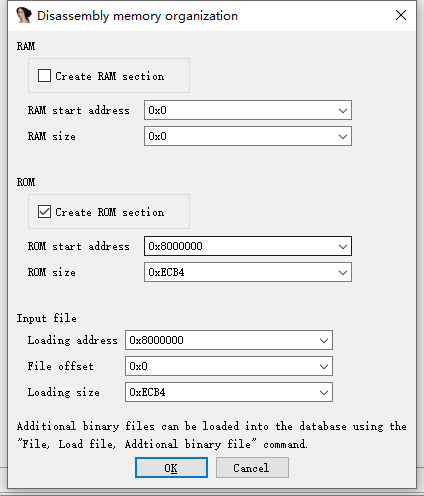 Disassembly memory organization
RAM
Create RAM section
RAM start address 0x0
RAM size 0x0
ROM
Create ROM section
ROM start address 0x8000000
ROM size 0xECB4
Input file
Loading address 0x8000000
File offset 0x0
Loading size 0xECB4
Additional binary files can be loaded into the database using the
"File, Load file, Addtional binary file" command.
OK Cancel